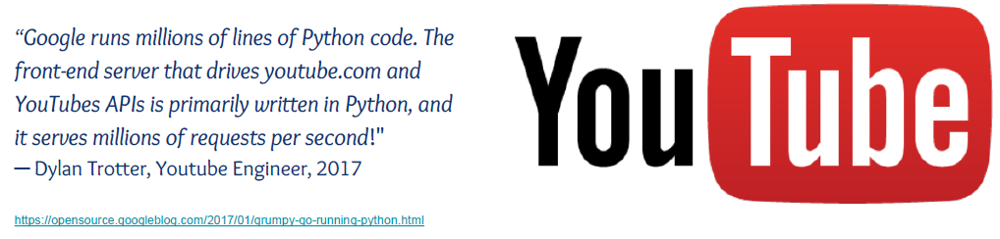 “Google runs millions of lines of Python code. The
front-end server that drives youtube.com and
YouTubes APIs is primarily written in Python, and
it serves millions of requests per second!"
— Dylan Trotter, Youtube Engineer, 2017
https://opensource.googleblog.com/2017/01/grumpy-go-running-python.html
YouTube